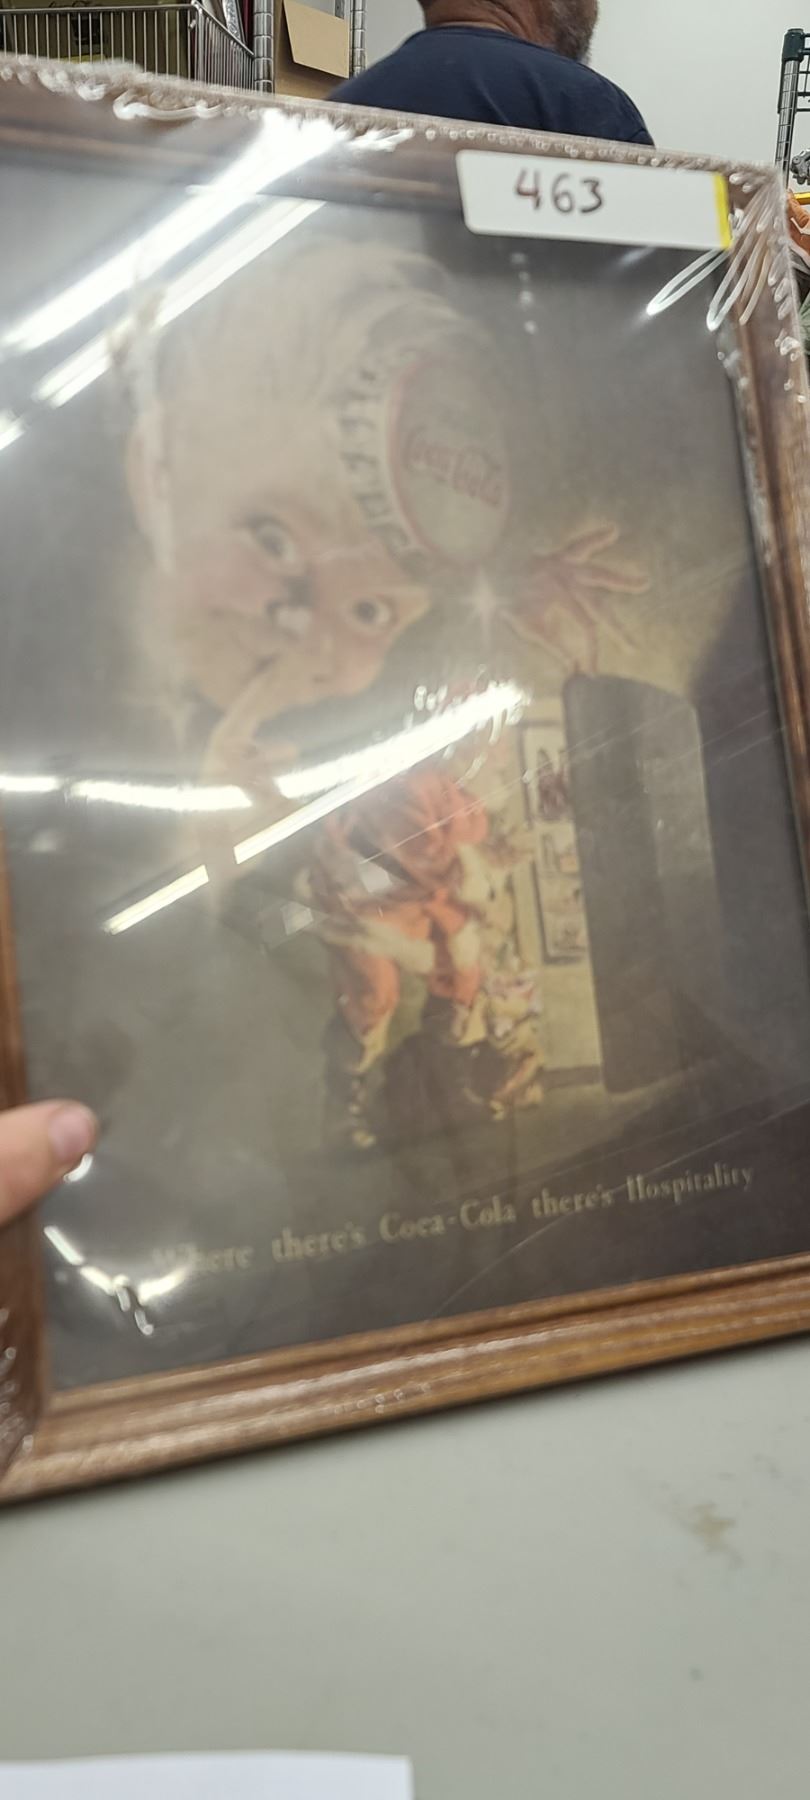 463
Coca-Cola
Where there's Coca-Cola there's Hospitality